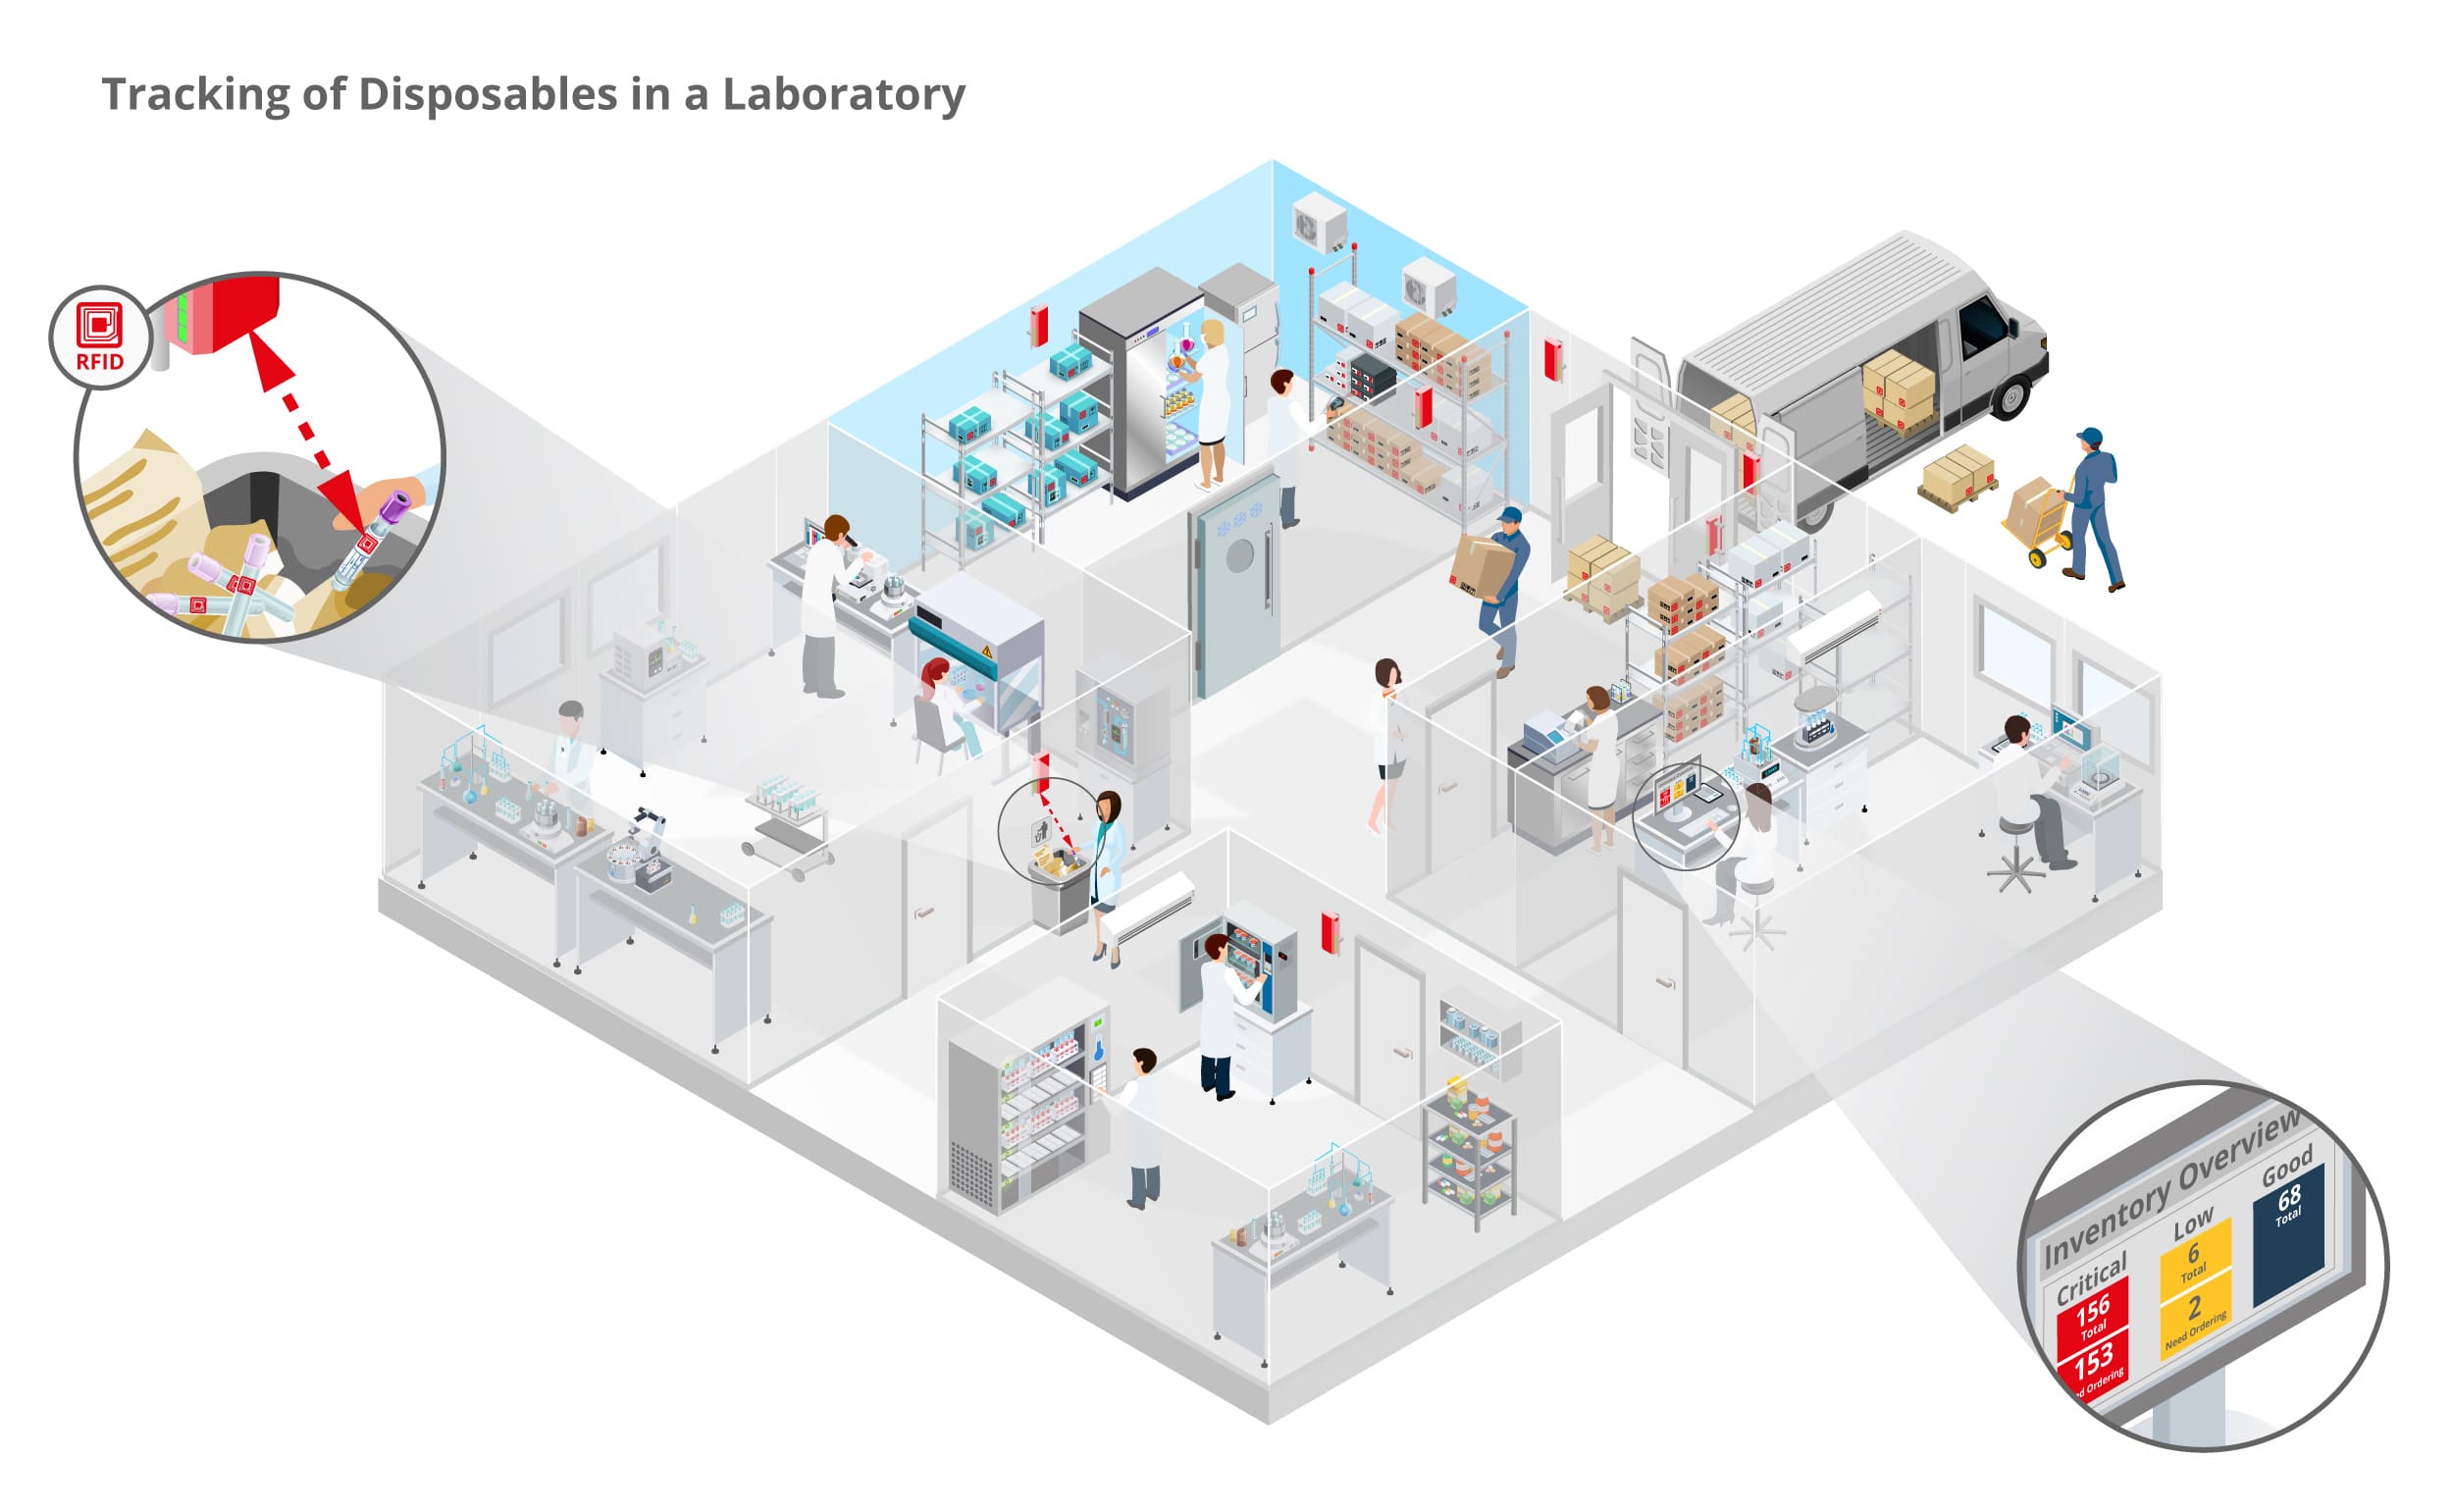 Tracking of Disposables in a Laboratory
RFID
Inventory Overview
Critical
156
Total
153
Ordering
Low
6
Total
2
Need Ordering
Good
68
Total